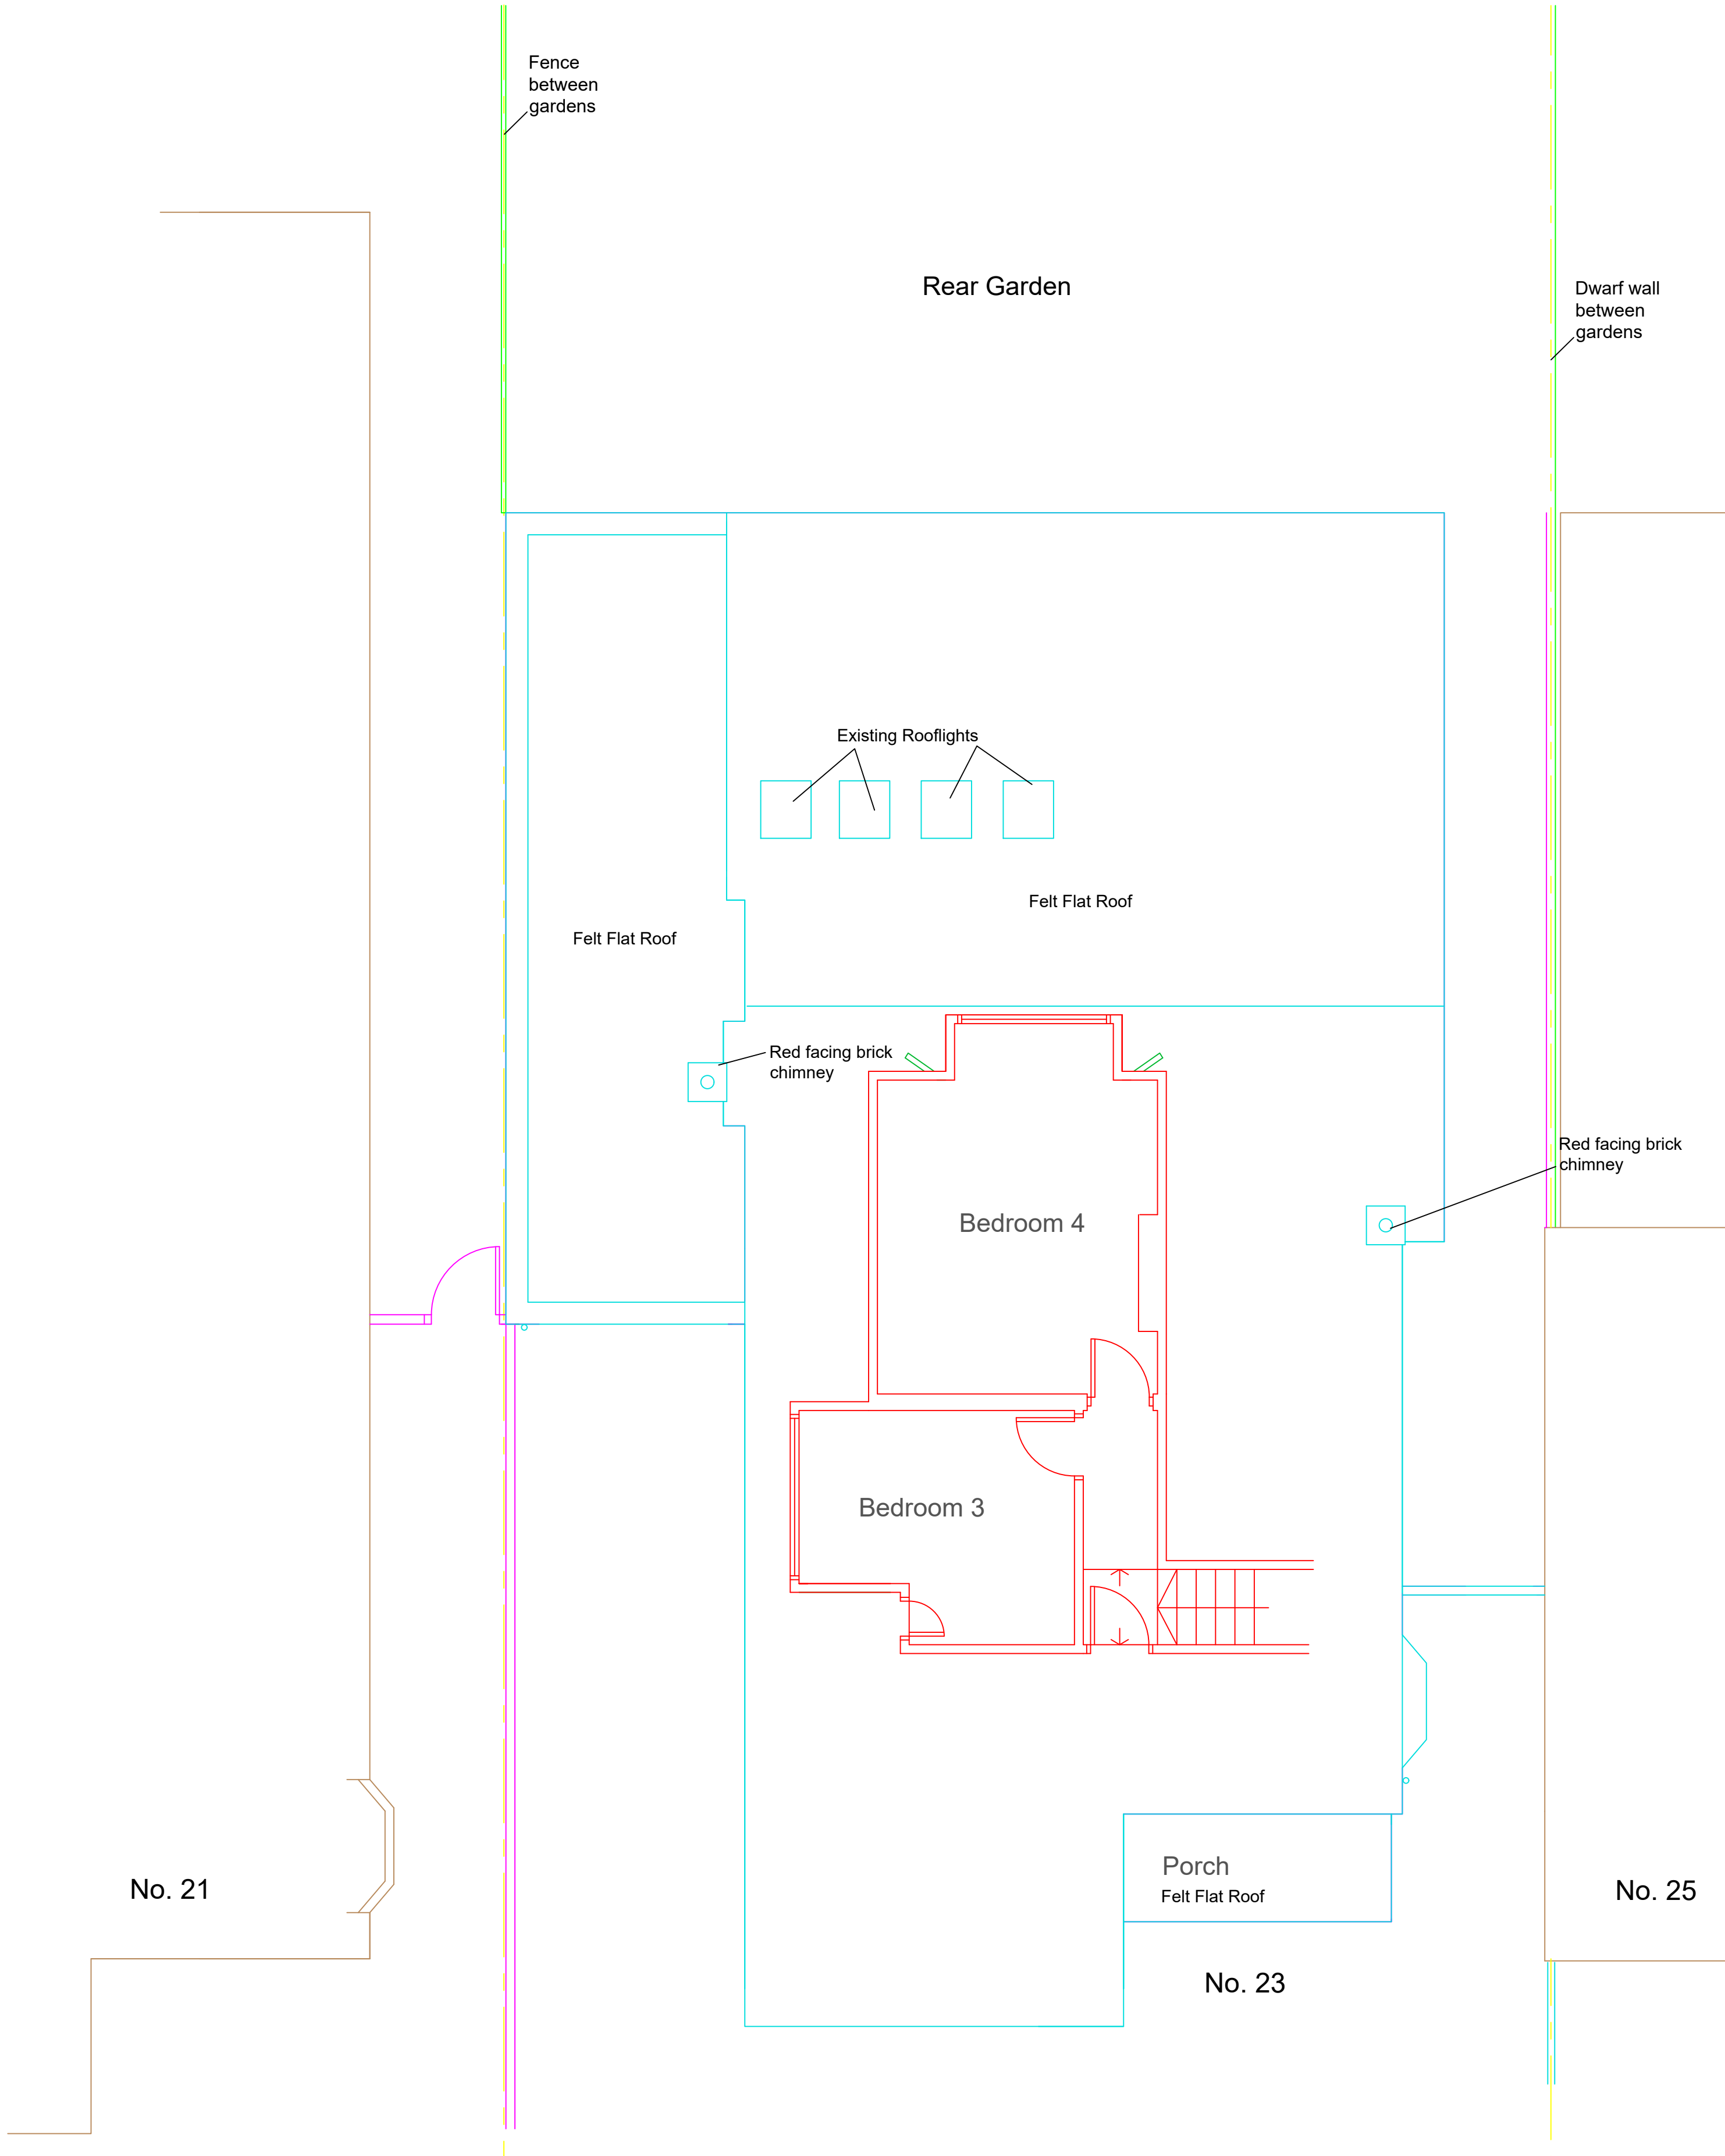 Fence
between
gardens
Rear Garden
Dwarf wall
between
gardens
Existing Rooflights
Felt Flat Roof
Felt Flat Roof
Red facing brick
chimney
Red facing brick
chimney
Bedroom 4
Bedroom 3
Porch
Felt Flat Roof
No. 21
No. 25
No. 23